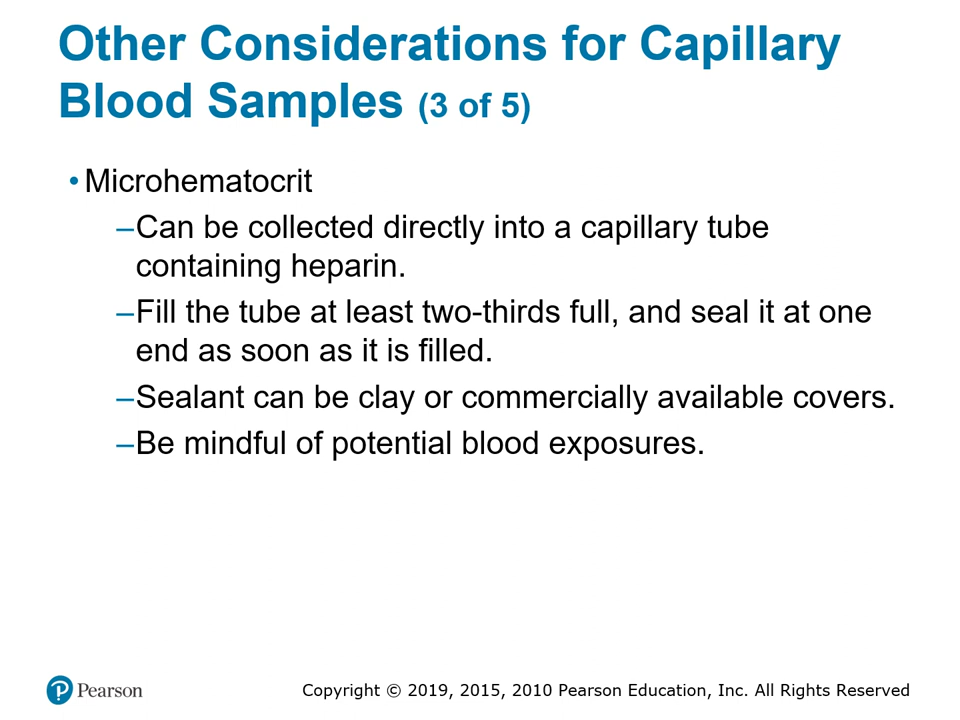 Other Considerations for Capillary
Blood Samples (3 of 5)
• Microhematocrit
–Can be collected directly into a capillary tube
containing heparin.
–Fill the tube at least two-thirds full, and seal it at one
end as soon as it is filled.
–Sealant can be clay or commercially available covers.
–Be mindful of potential blood exposures.
P Pearson
Copyright © 2019, 2015, 2010 Pearson Education, Inc. All Rights Reserved